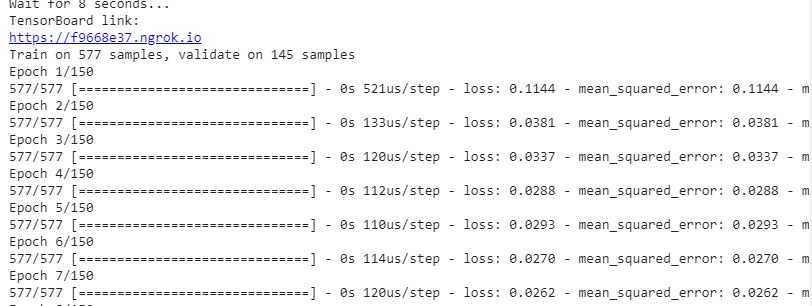 Wait for 8 seconds...
TensorBoard link:
https://f9668e37.ngrok.io
Train on 577 samples, validate on 145 samples
Epoch 1/150
577/577 [==============================] - 0s 521us/step - loss: 0.1144 - mean_squared_error: 0.1144 - m
Epoch 2/150
577/577 [==============================] - 0s 133us/step - loss: 0.0381 - mean_squared_error: 0.0381 - m
Epoch 3/150
577/577 [==============================] - 0s 120us/step - loss: 0.0337 - mean_squared_error: 0.0337 - m
Epoch 4/150
577/577 [==============================] - 0s 112us/step - loss: 0.0288 - mean_squared_error: 0.0288 - m
Epoch 5/150
577/577 [==============================] - 0s 110us/step - loss: 0.0293 - mean_squared_error: 0.0293 - m
Epoch 6/150
577/577 [==============================] - 0s 114us/step - loss: 0.0270 - mean_squared_error: 0.0270 - m
Epoch 7/150
577/577 [==============================] - 0s 120us/step - loss: 0.0262 - mean_squared_error: 0.0262 - m